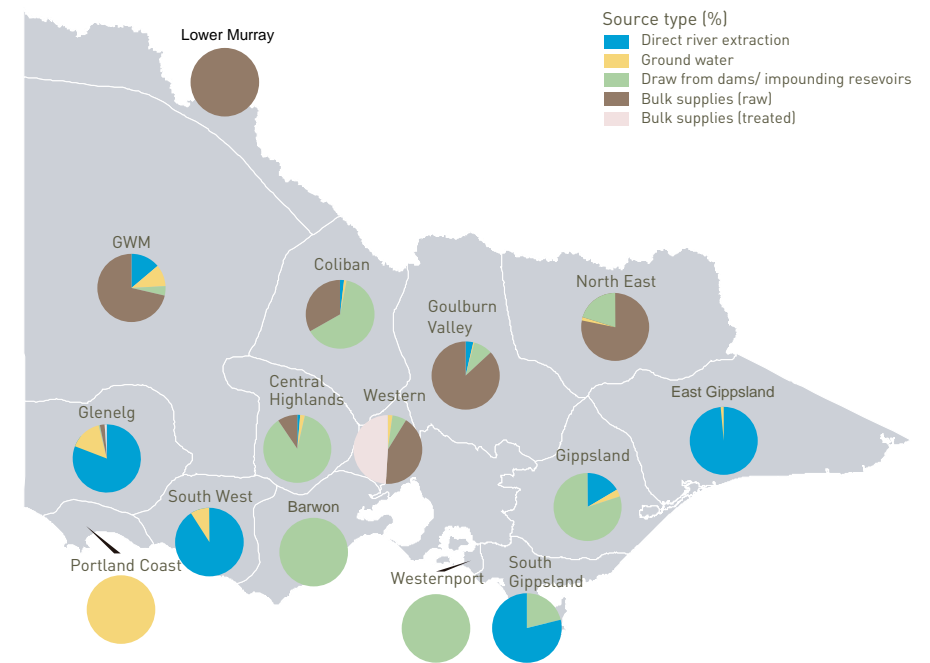 Source type (%)
Direct river extraction
Ground water
Draw from dams/ impounding resevoirs
Bulk supplies (raw)
Bulk supplies (treated)
Lower Murray
GWM
Coliban
Goulburn
Valley
North East
Central
Highlands
Western
East Gippsland
Glenelg
Gippsland
South West
Barwon
Portland Coast
Westernport
South
Gippsland